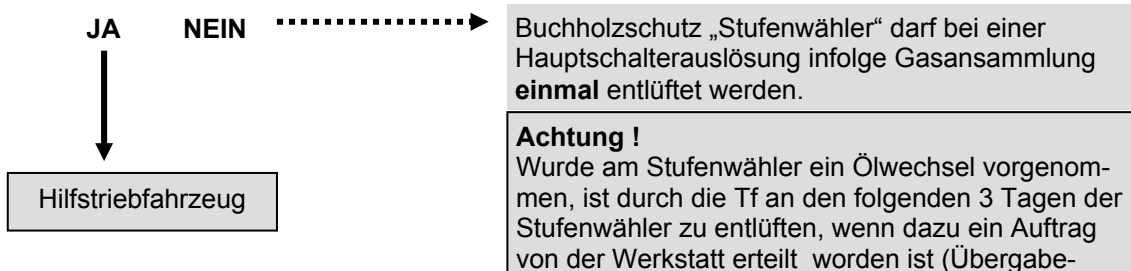 JA NEIN
Hilfstriebfahrzeug
Buchholzschutz „Stufenwähler“ darf bei einer
Hauptschalterauslösung infolge Gasansammlung
einmal entlüftet werden.
Achtung !
Wurde am Stufenwähler ein Ölwechsel vorgenom-
men, ist durch die Tf an den folgenden 3 Tagen der
Stufenwähler zu entlüften, wenn dazu ein Auftrag
von der Werkstatt erteilt worden ist (Übergabe-